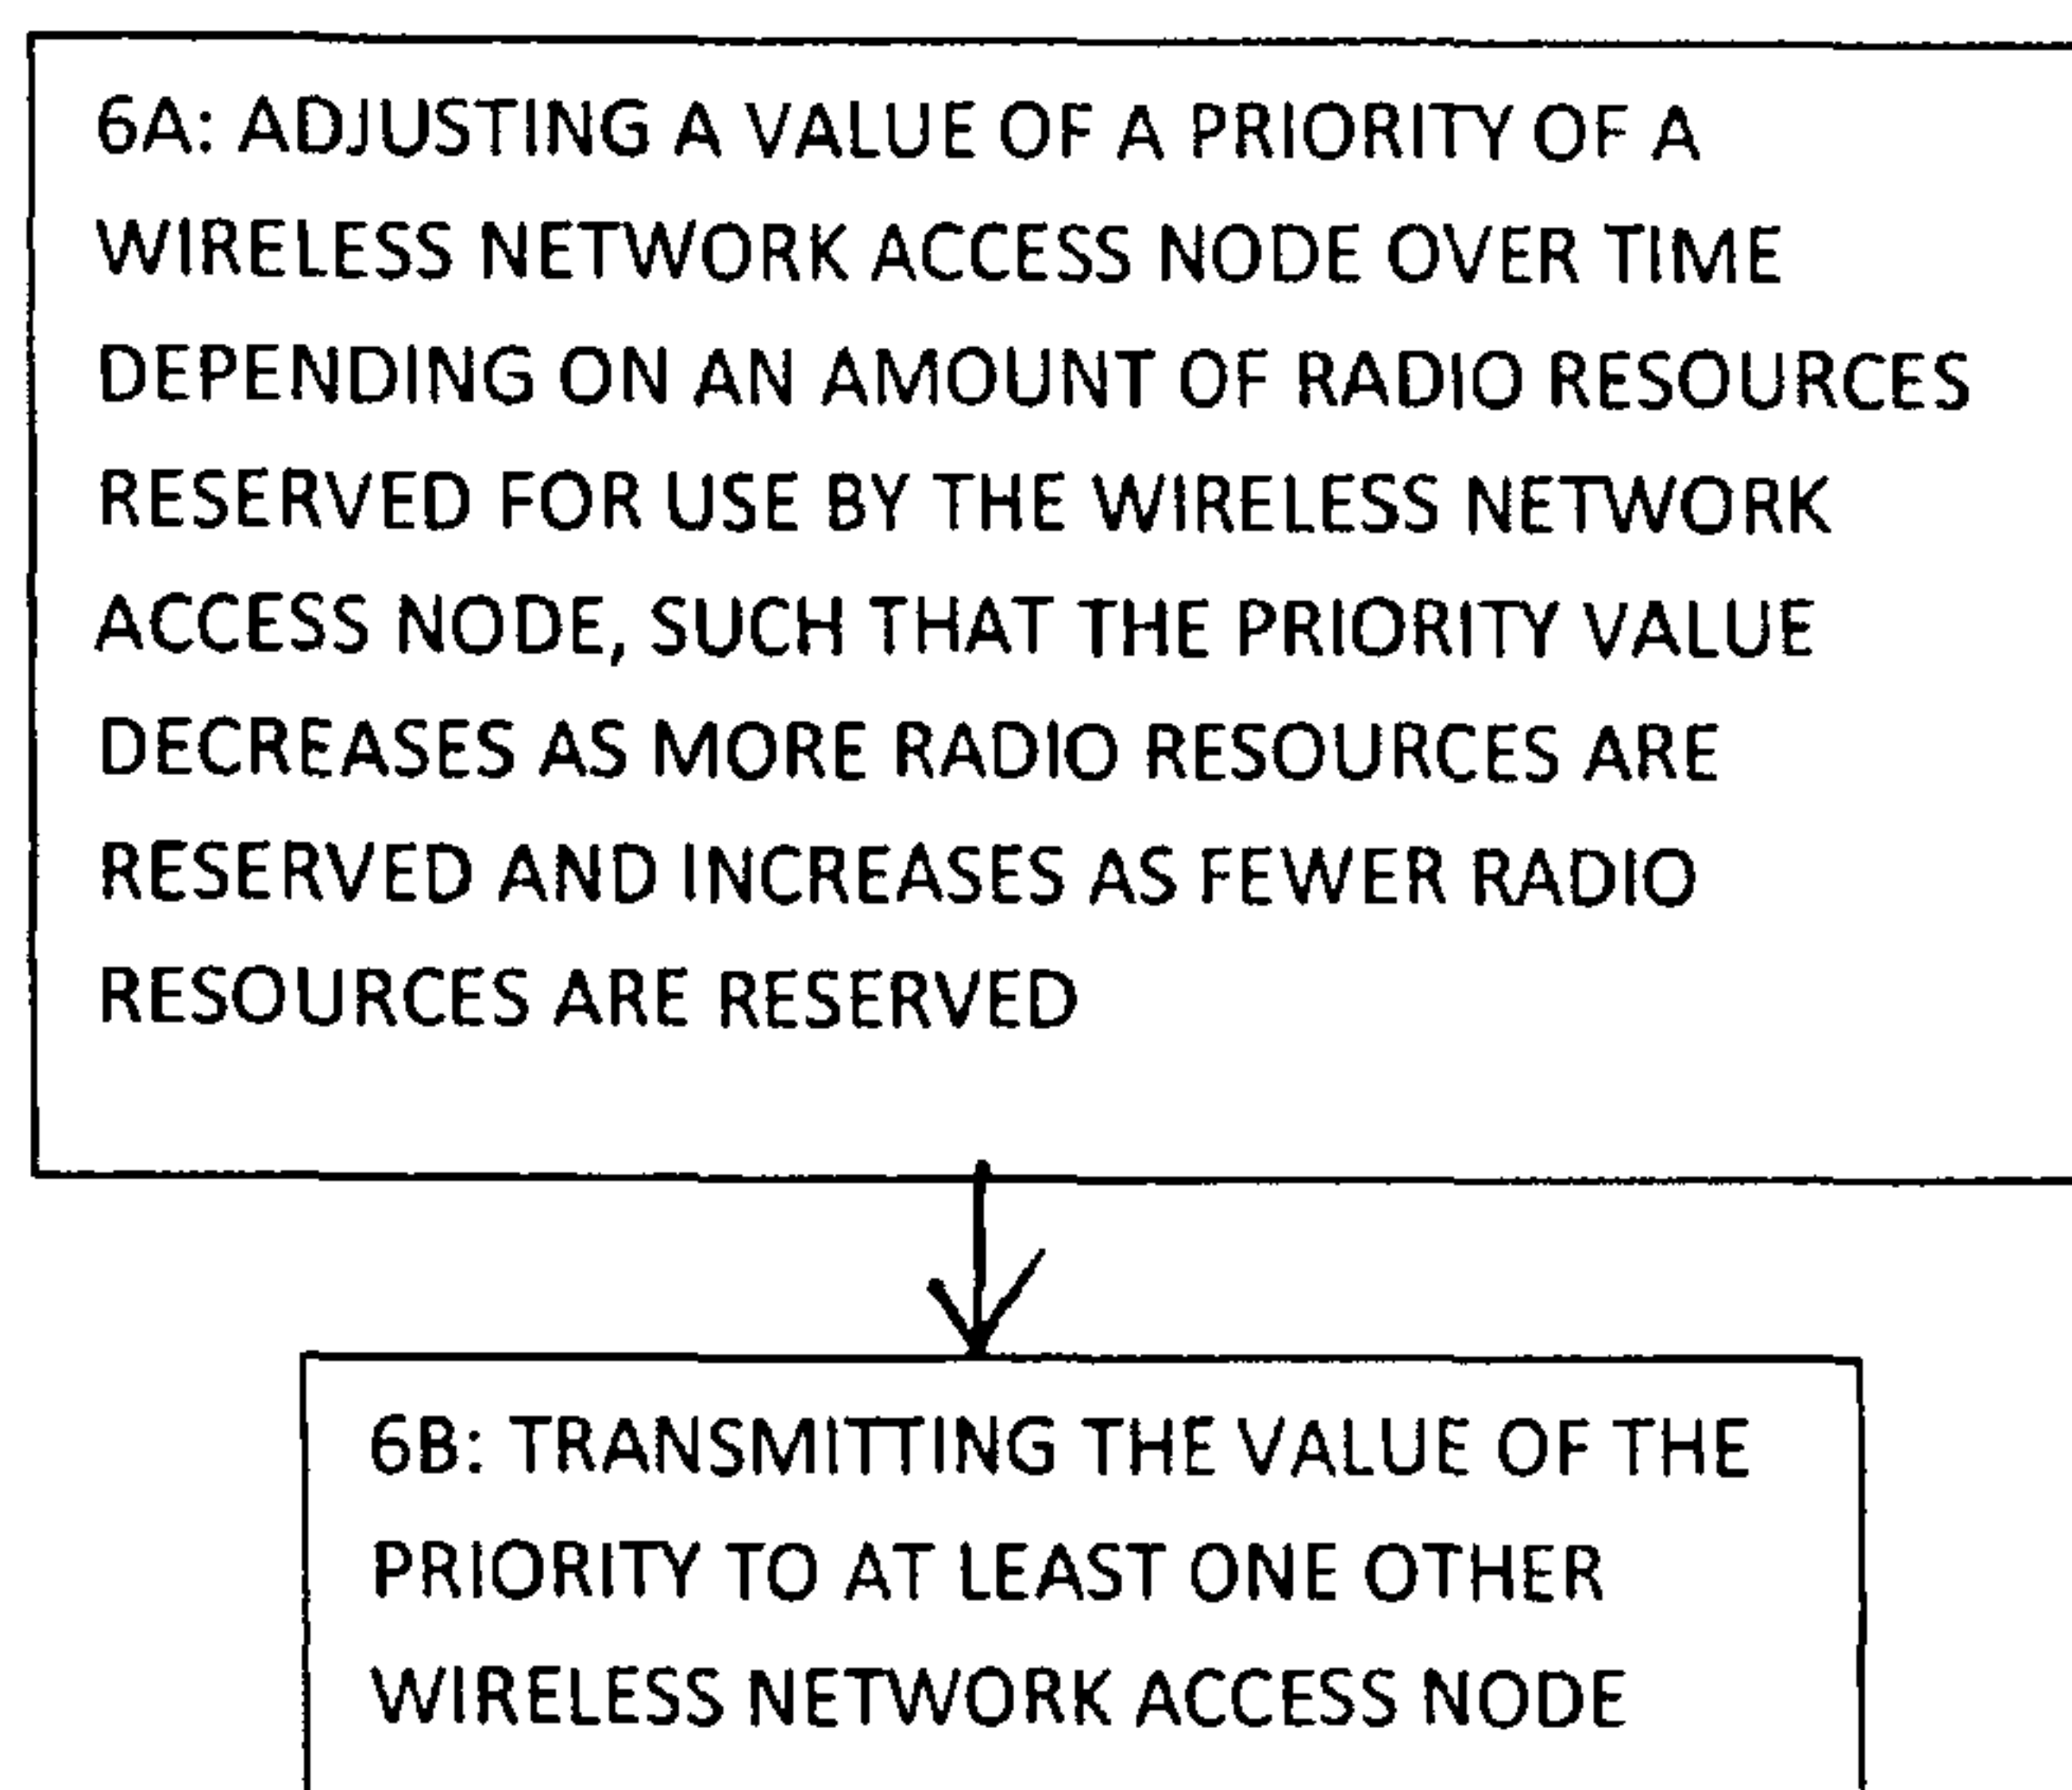 6A: ADJUSTING A VALUE OF A PRIORITY OF A
WIRELESS NETWORK ACCESS NODE OVER TIME
DEPENDING ON AN AMOUNT OF RADIO RESOURCES
RESERVED FOR USE BY THE WIRELESS NETWORK
ACCESS NODE, SUCH THAT THE PRIORITY VALUE
DECREASES AS MORE RADIO RESOURCES ARE
RESERVED AND INCREASES AS FEWER RADIO
RESOURCES ARE RESERVED
6B: TRANSMITTING THE VALUE OF THE
PRIORITY TO AT LEAST ONE OTHER
WIRELESS NETWORK ACCESS NODE